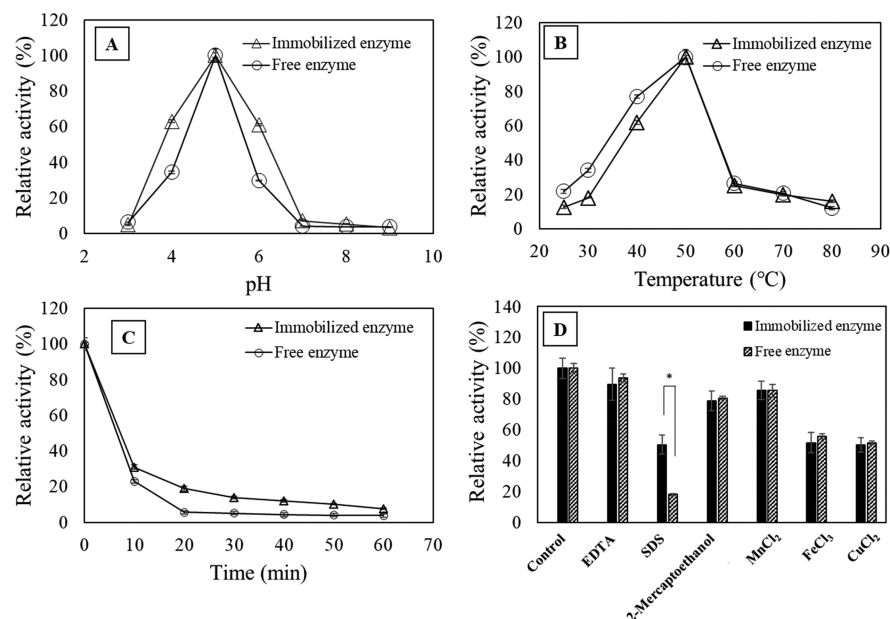 A
Immobilized enzyme
Free enzyme
Relative activity (%)
120
100
80
60
40
20
0
2
4
6
8
10
pH
B
Immobilized enzyme
Free enzyme
Relative activity (%)
120
100
80
60
40
20
0
20
30
40
50
60
70
80
90
Temperature (℃)
C
Immobilized enzyme
Free enzyme
Relative activity (%)
120
100
80
60
40
20
0
0
10
20
30
40
50
60
70
Time (min)
D
Immobilized enzyme
Free enzyme
*
Relative activity (%)
140
120
100
80
60
40
20
0
Control
EDTA
SDS
2-Mercaptoethanol
MnCl₂
FeCl₃
CuCl₂